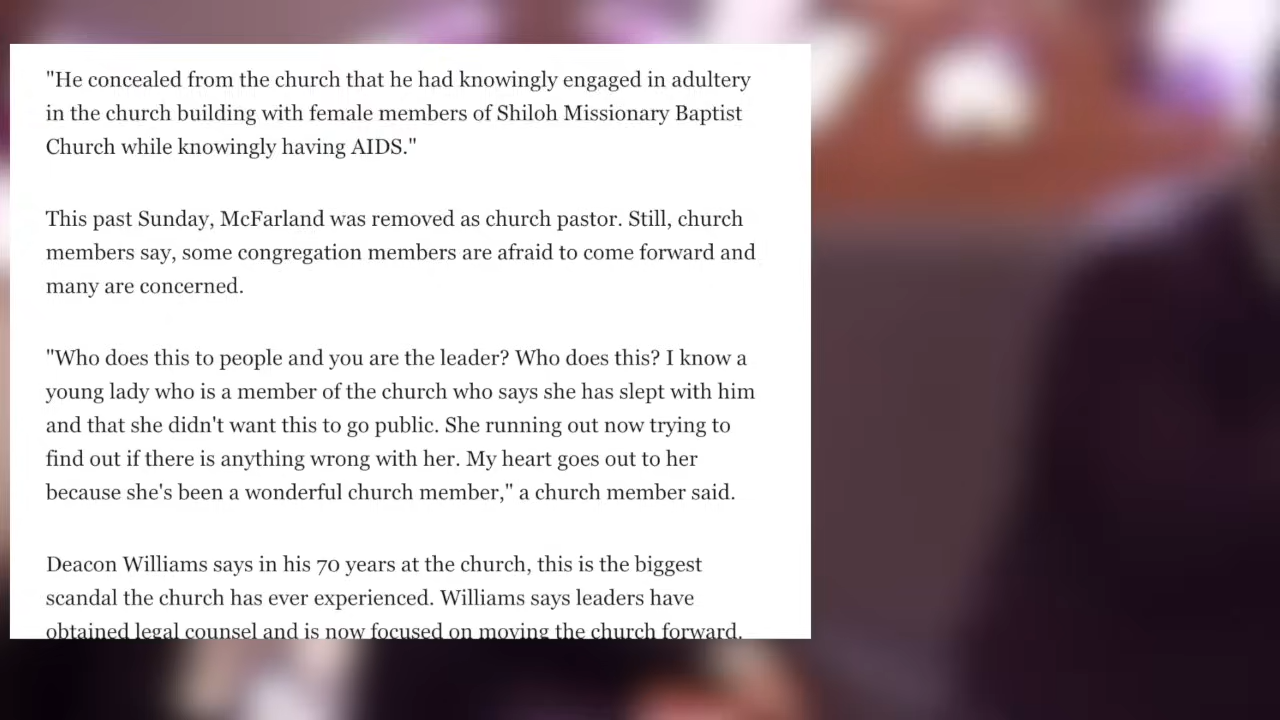 "He concealed from the church that he had knowingly engaged in adultery
in the church building with female members of Shiloh Missionary Baptist
Church while knowingly having AIDS."
This past Sunday, McFarland was removed as church pastor. Still, church
members say, some congregation members are afraid to come forward and
many are concerned.
"Who does this to people and you are the leader? Who does this? I know a
young lady who is a member of the church who says she has slept with him
and that she didn't want this to go public. She running out now trying to
find out if there is anything wrong with her. My heart goes out to her
because she's been a wonderful church member," a church member said.
Deacon Williams says in his 70 years at the church, this is the biggest
scandal the church has ever experienced. Williams says leaders have
obtained legal counsel and is now focused on moving the church forward.